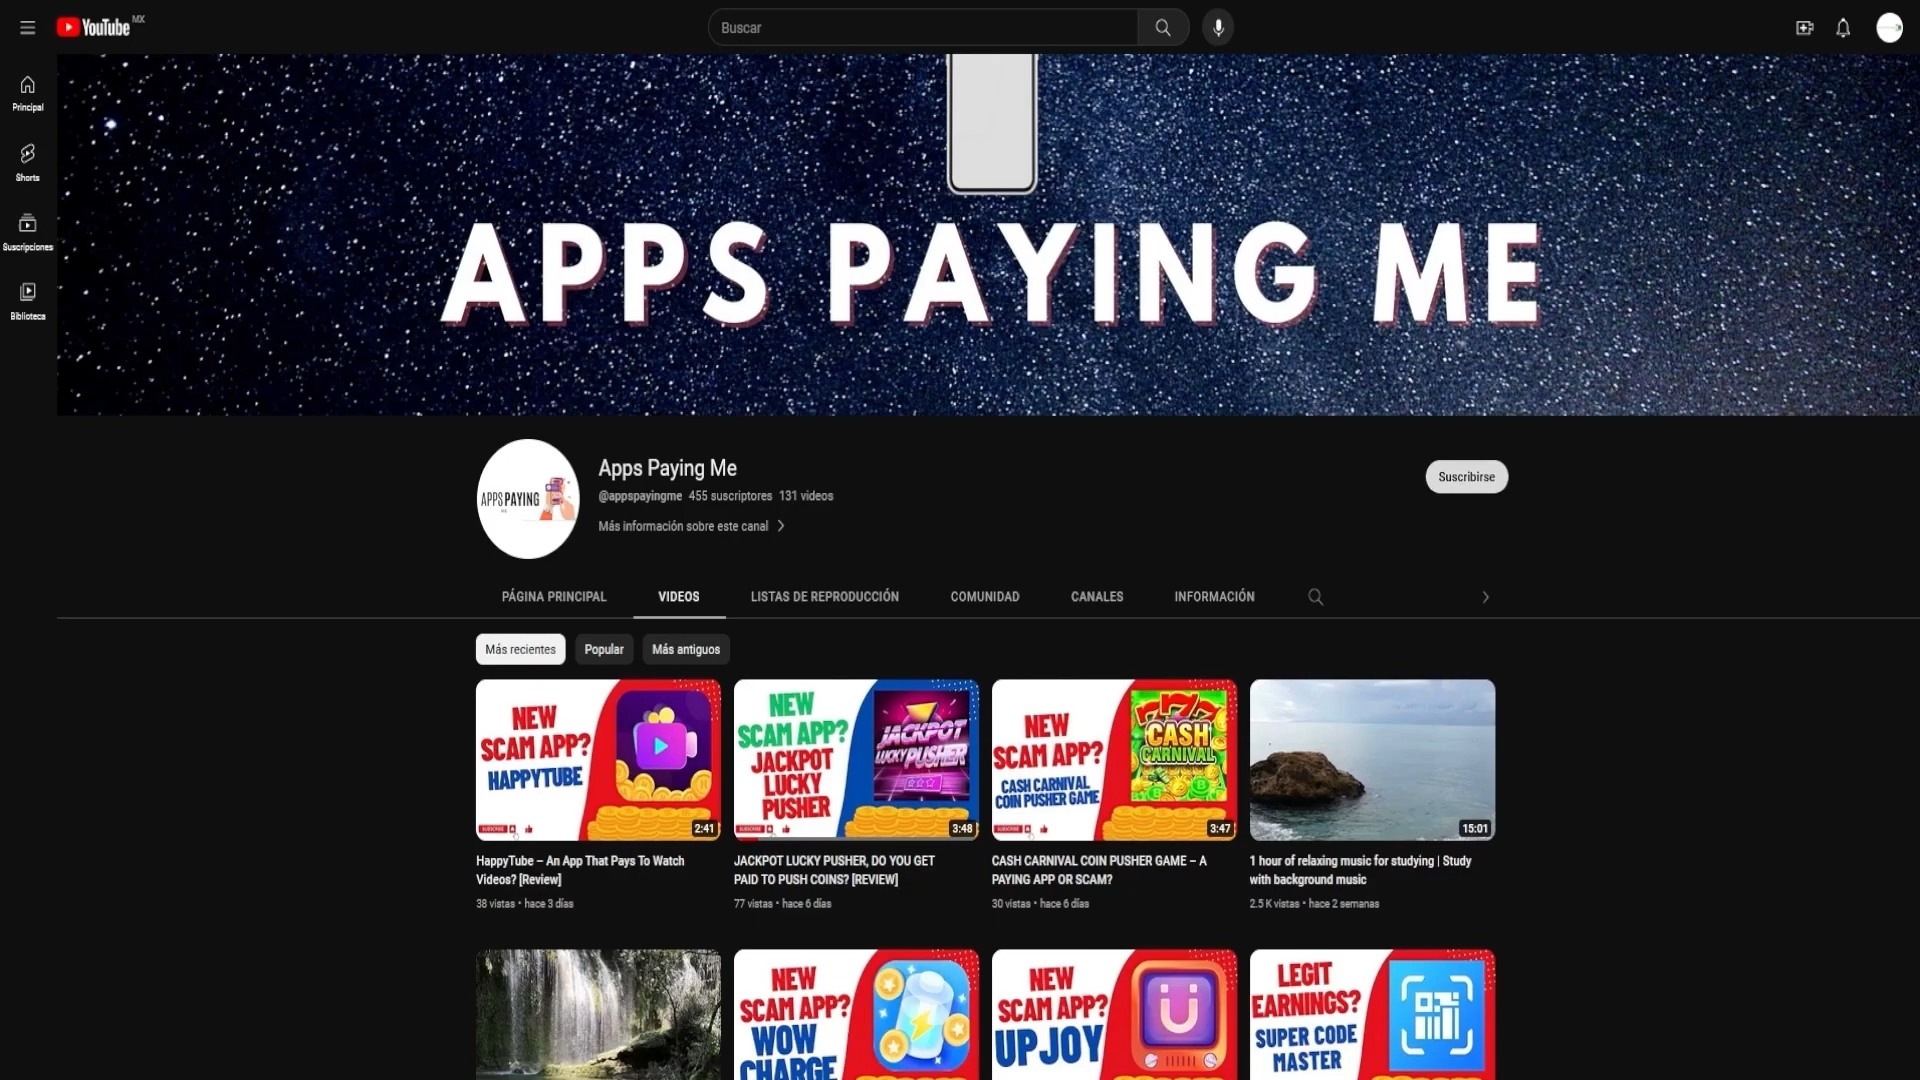 YouTube MX
Buscar
Principal
Shorts
Suscripciones
Biblioteca
APPS PAYING ME
APPS PAYING
Apps Paying Me
@appspayingme 455 suscriptores 131 videos
Más información sobre este canal
Suscribirse
PÁGINA PRINCIPAL VIDEOS LISTAS DE REPRODUCCIÓN COMUNIDAD CANALES INFORMACIÓN
Más recientes Popular Más antiguos
NEW
SCAM APP?
HAPPYTUBE
SUBSCRIBE
2:41
NEW
SCAM APP?
JACKPOT
LUCKY
PUSHER
JACKPOT
LUCKY PUSHER
SUBSCRIBE
3:48
NEW
SCAM APP?
CASH CARNIVAL
COIN PUSHER GAME
777
CASH
CARNIVAL
SUBSCRIBE
3:47
15:01
HappyTube – An App That Pays To Watch
Videos? [Review]
38 vistas • hace 3 días
JACKPOT LUCKY PUSHER, DO YOU GET
PAID TO PUSH COINS? [REVIEW]
77 vistas • hace 6 días
CASH CARNIVAL COIN PUSHER GAME – A
PAYING APP OR SCAM?
30 vistas • hace 6 días
1 hour of relaxing music for studying | Study
with background music
2.5 K vistas • hace 2 semanas
NEW
SCAM APP?
WOW
CHARGE
NEW
SCAM APP?
UPJOY
LEGIT
EARNINGS?
SUPER CODE
MASTER